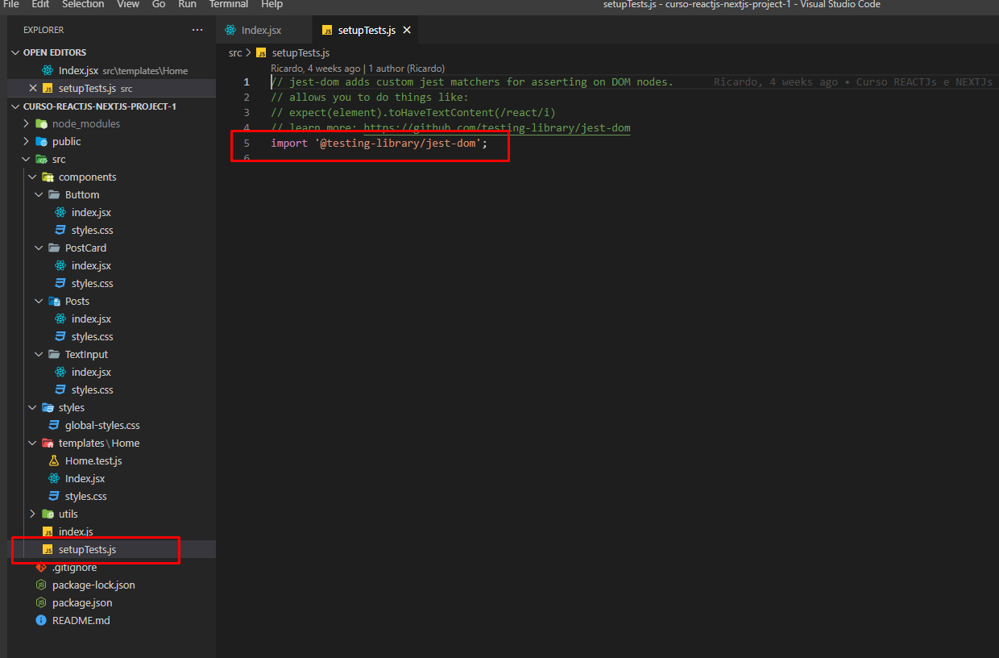 File Edit Selection View Go Run Terminal Help setupTests.js - curso-reactjs-nextjs-project-1 - Visual Studio Code
EXPLORER
OPEN EDITORS
Index.jsx src\templates\Home
setupTests.js src
CURSO-REACTJS-NEXTJS-PROJECT-1
node_modules
public
src
components
Buttom
index.jsx
styles.css
PostCard
index.jsx
styles.css
Posts
index.jsx
styles.css
TextInput
index.jsx
styles.css
styles
global-styles.css
templates\Home
Home.test.js
Index.jsx
styles.css
utils
index.js
setupTests.js
.gitignore
package-lock.json
package.json
README.md
Index.jsx setupTests.js
src > setupTests.js
Ricardo, 4 weeks ago | 1 author (Ricardo)
1 // jest-dom adds custom jest matchers for asserting on DOM nodes. Ricardo, 4 weeks ago • Curso REACTJs e NEXTJs
2 // allows you to do things like:
3 // expect(element).toHaveTextContent(/react/i)
4 // learn more: https://github.com/testing-library/jest-dom
5 import '@testing-library/jest-dom';
6